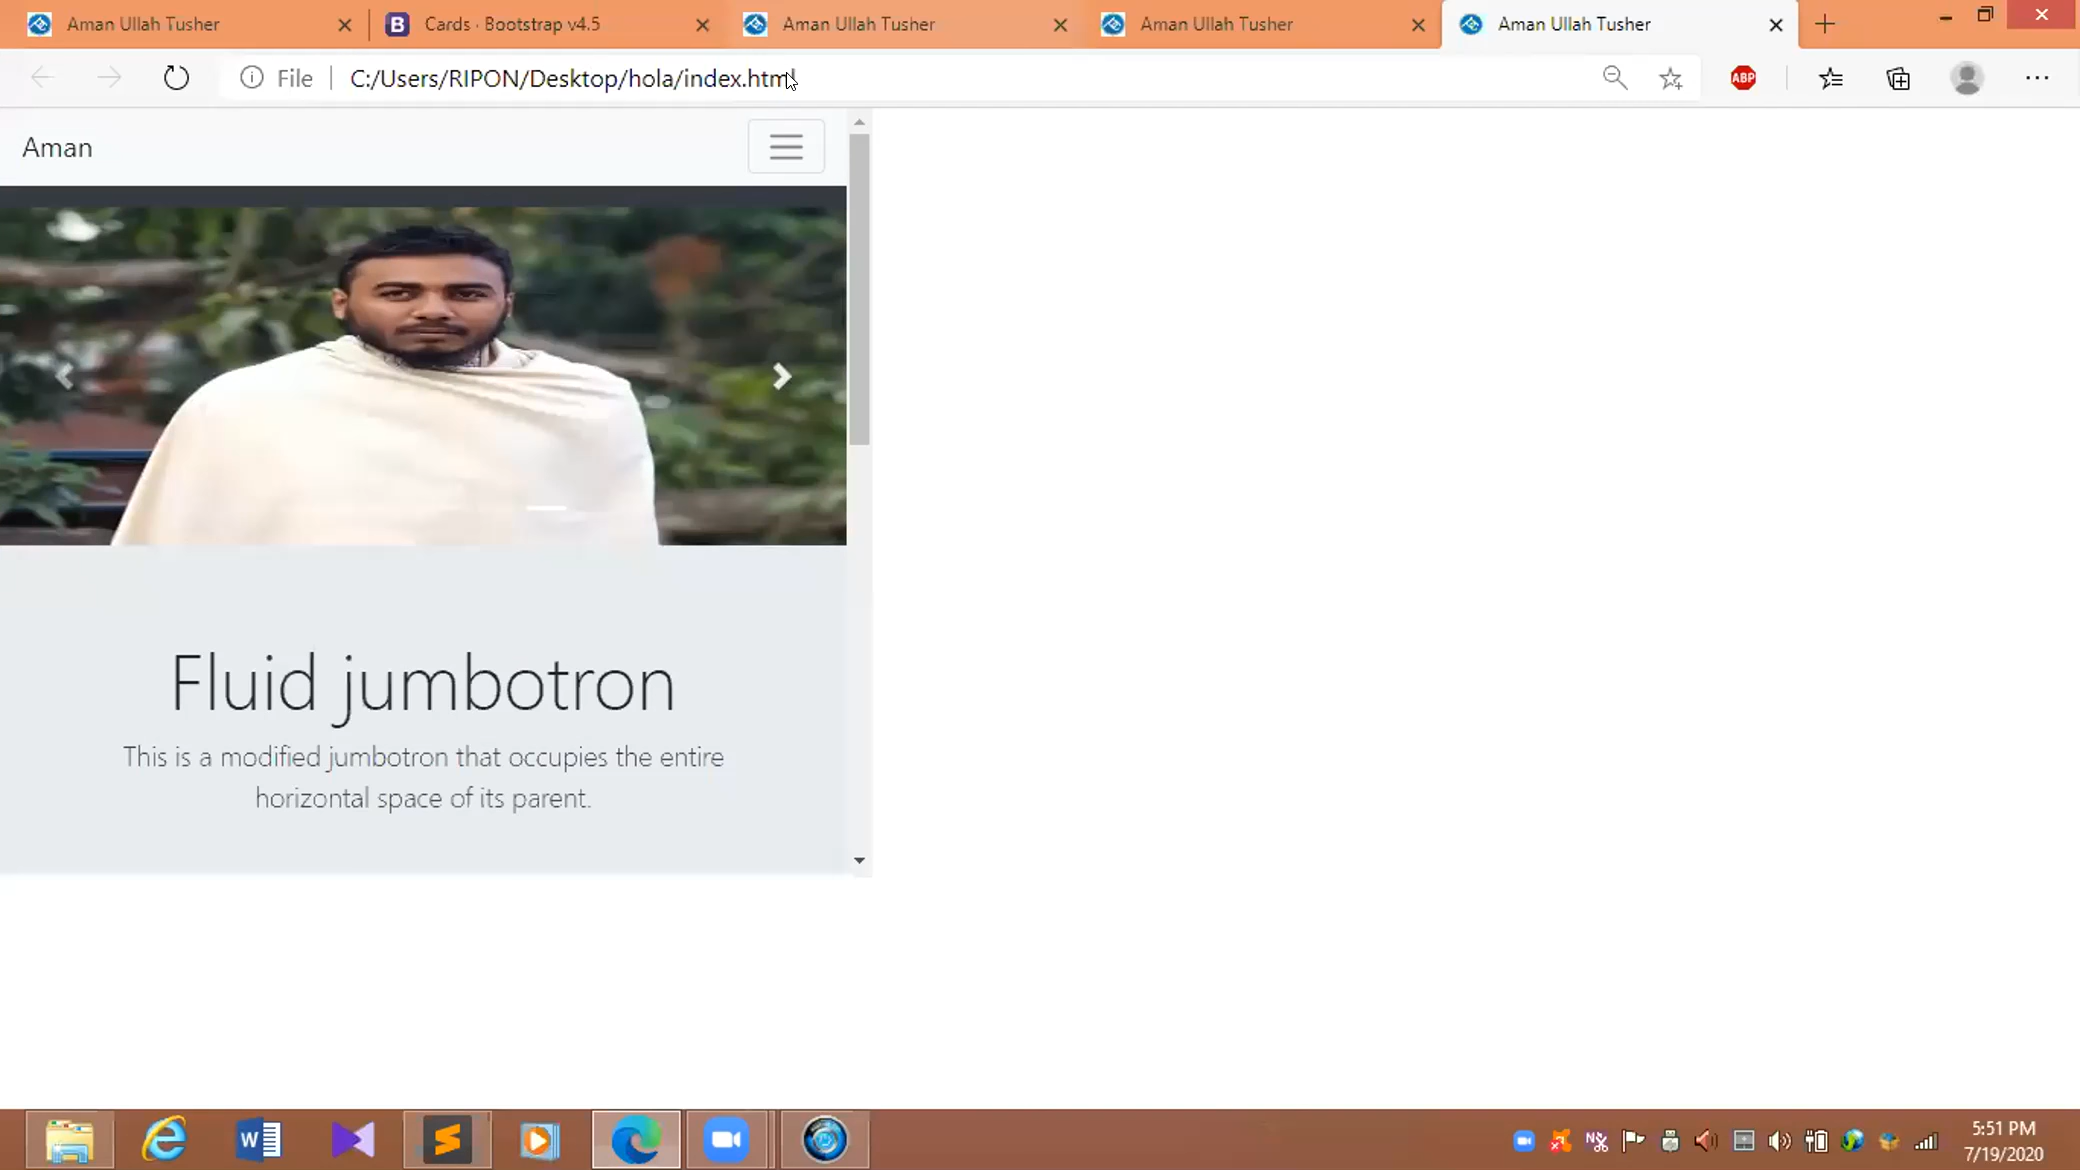 Aman Ullah Tusher
Cards · Bootstrap v4.5
Aman Ullah Tusher
Aman Ullah Tusher
Aman Ullah Tusher
File
C:/Users/RIPON/Desktop/hola/index.html
ABP
Aman
Fluid jumbotron
This is a modified jumbotron that occupies the entire
horizontal space of its parent.
5:51 PM
7/19/2020